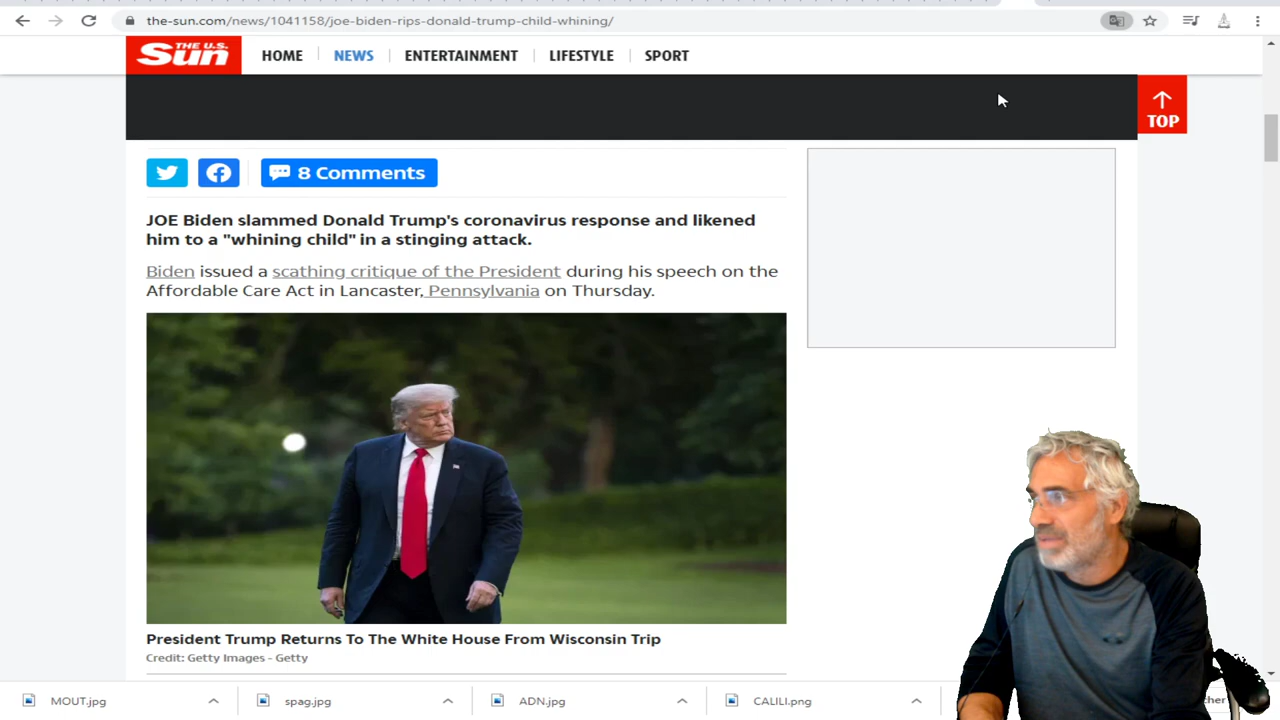 the-sun.com/news/1041158/joe-biden-rips-donald-trump-child-whining/
THE U.S. Sun
HOME NEWS ENTERTAINMENT LIFESTYLE SPORT
TOP
8 Comments
JOE Biden slammed Donald Trump's coronavirus response and likened
him to a "whining child" in a stinging attack.
Biden issued a scathing critique of the President during his speech on the
Affordable Care Act in Lancaster, Pennsylvania on Thursday.
President Trump Returns To The White House From Wisconsin Trip
Credit: Getty Images - Getty
MOUT.jpg spag.jpg ADN.jpg CALILI.png